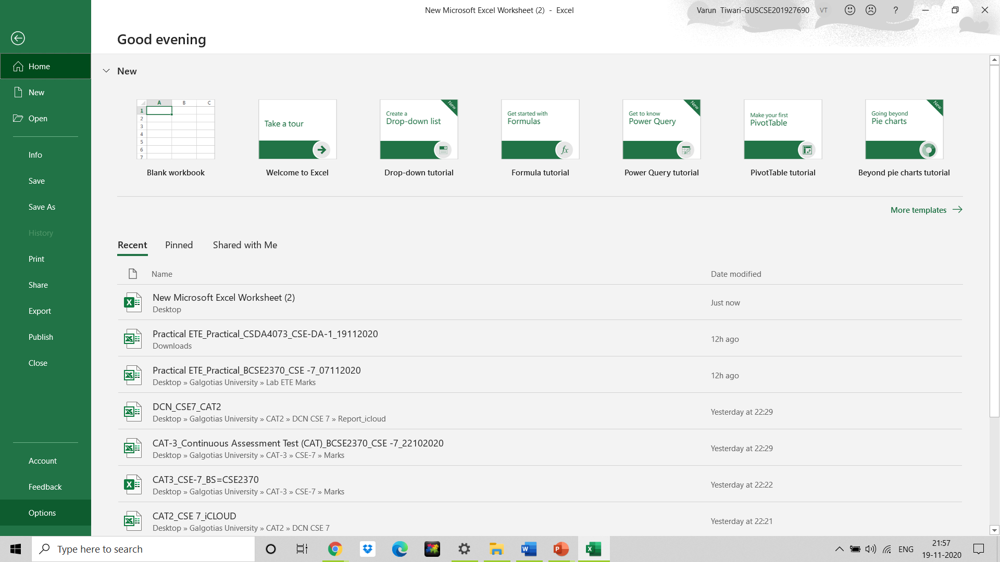 New Microsoft Excel Worksheet (2) - Excel
Varun Tiwari-GUSCSE201927690 VT
?
Good evening
Home
New
Open
Info
Save
Save As
History
Print
Share
Export
Publish
Close
Account
Feedback
Options
New
A B C
1
2
3
4
5
6
7
Blank workbook
Take a tour
Welcome to Excel
Create a
Drop-down list
New
Drop-down tutorial
Get started with
Formulas
fx
Formula tutorial
Get to know
Power Query
New
Power Query tutorial
Make your first
PivotTable
PivotTable tutorial
Going beyond
Pie charts
New
Beyond pie charts tutorial
More templates
Recent Pinned Shared with Me
Name Date modified
New Microsoft Excel Worksheet (2)
Desktop
Just now
Practical ETE_Practical_CSDA4073_CSE-DA-1_19112020
Downloads
12h ago
Practical ETE_Practical_BCSE2370_CSE -7_07112020
Desktop » Galgotias University » Lab ETE Marks
12h ago
DCN_CSE7_CAT2
Desktop » Galgotias University » CAT2 » DCN CSE 7 » Report_icloud
Yesterday at 22:29
CAT-3_Continuous Assessment Test (CAT)_BCSE2370_CSE -7_22102020
Desktop » Galgotias University » CAT-3 » CSE-7 » Marks
Yesterday at 22:29
CAT3_CSE-7_BS=CSE2370
Desktop » Galgotias University » CAT-3 » CSE-7 » Marks
Yesterday at 22:22
CAT2_CSE 7_iCLOUD
Desktop » Galgotias University » CAT2 » DCN CSE 7
Yesterday at 22:21
Type here to search
ENG
21:57
19-11-2020